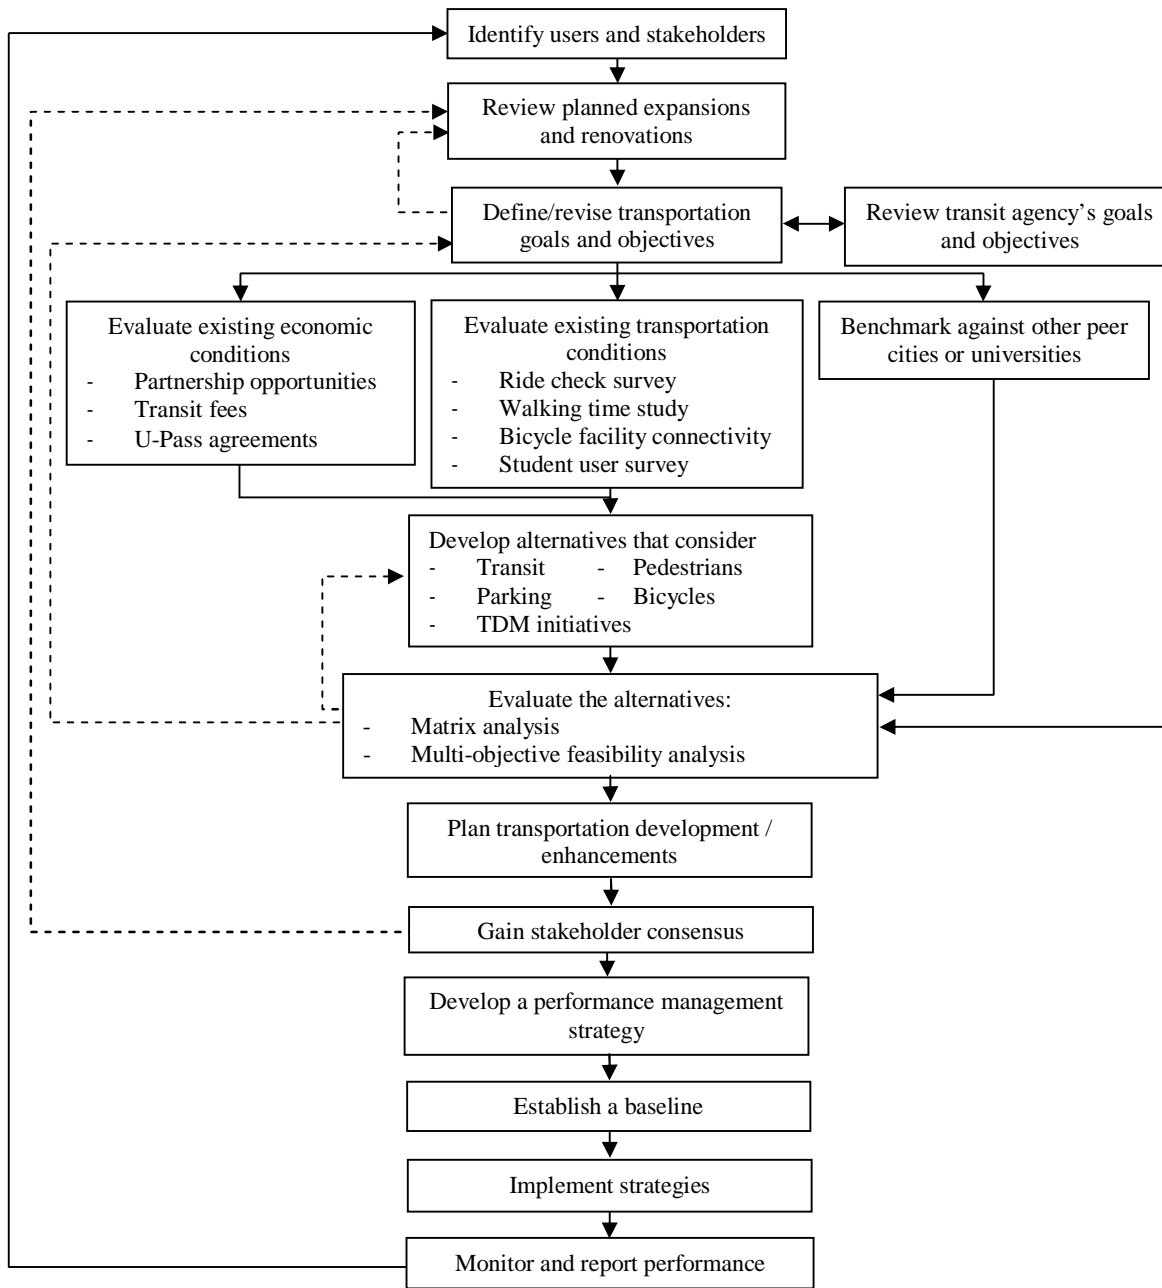 Identify users and stakeholders
Review planned expansions
and renovations
Define/revise transportation
goals and objectives
Review transit agency’s goals
and objectives
Evaluate existing economic
conditions
- Partnership opportunities
- Transit fees
- U-Pass agreements
Evaluate existing transportation
conditions
- Ride check survey
- Walking time study
- Bicycle facility connectivity
- Student user survey
Benchmark against other peer
cities or universities
Develop alternatives that consider
- Transit - Pedestrians
- Parking - Bicycles
- TDM initiatives
Evaluate the alternatives:
- Matrix analysis
- Multi-objective feasibility analysis
Plan transportation development /
enhancements
Gain stakeholder consensus
Develop a performance management
strategy
Establish a baseline
Implement strategies
Monitor and report performance